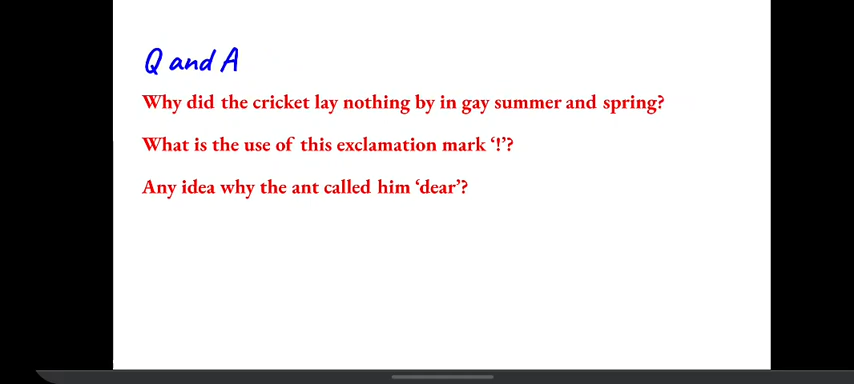 Q and A
Why did the cricket lay nothing by in gay summer and spring?
What is the use of this exclamation mark ‘!’?
Any idea why the ant called him ‘dear’?